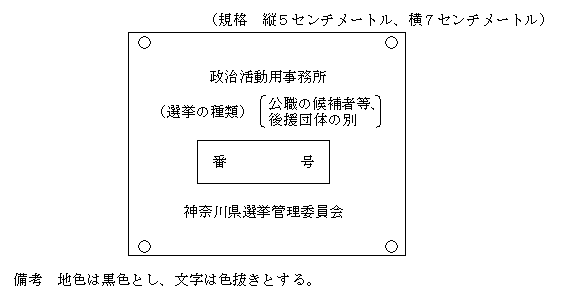 （規格　縦５センチメートル、横７センチメートル）
政治活動用事務所
（選挙の種類）〔公職の候補者等、
後援団体の別〕
番　　　　号
神奈川県選挙管理委員会
備考　地色は黒色とし、文字は色抜きとする。